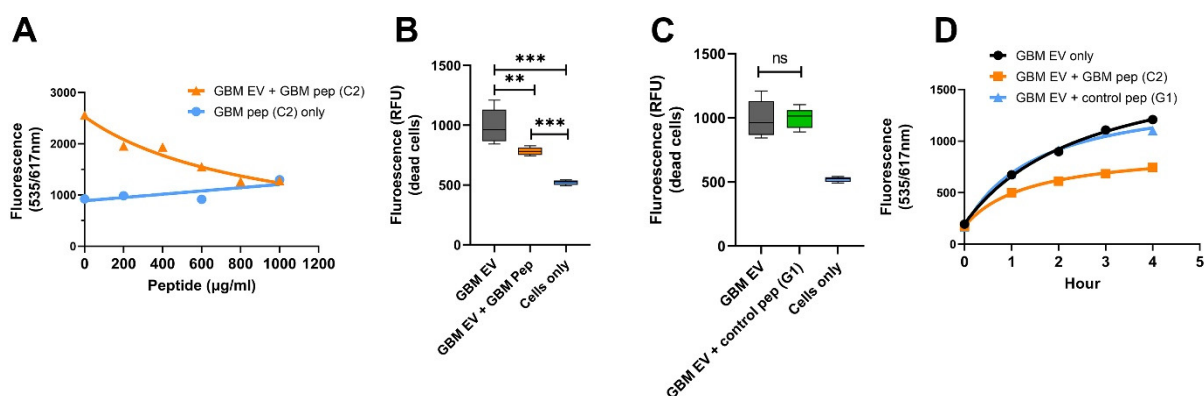 A
GBM EV + GBM pep (C2)
GBM pep (C2) only
Fluorescence
(535/617nm)
3000
2000
1000
0
0
200
400
600
800
1000
1200
Peptide (µg/ml)
B
Fluroescence (RFU)
(dead cells)
1500
1000
500
0
***
**
***
GBM EV
GBM EV + GBM Pep
Cells only
C
Fluroescence (RFU)
(dead cells)
1500
1000
500
0
ns
GBM EV
GBM EV + control pep (G1)
Cells only
D
GBM EV only
GBM EV + GBM pep (C2)
GBM EV + control pep (G1)
Fluorescence
(535/617nm)
1500
1000
500
0
0
1
2
3
4
5
Hour